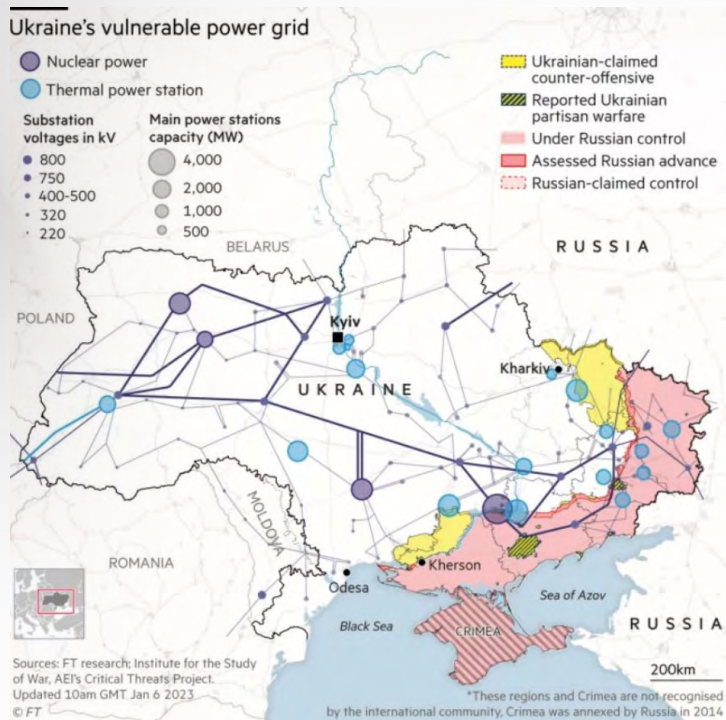 Ukraine's vulnerable power grid
Nuclear power
Thermal power station
Substation
voltages in kV
800
750
400-500
320
220
Main power stations
capacity (MW)
4,000
2,000
1,000
500
Ukrainian-claimed
counter-offensive
Reported Ukrainian
partisan warfare
Under Russian control
Assessed Russian advance
Russian-claimed control
BELARUS
RUSSIA
POLAND
Kyiv
Kharkiv
UKRAINE
MOLDOVA
ROMANIA
Kherson
Odesa
Sea of Azov
Black Sea
CRIMEA
RUSSIA
200km
Sources: FT research; Institute for the Study
of War, AEI's Critical Threats Project.
Updated 10am GMT Jan 6 2023
© FT
*These regions and Crimea are not recognised
by the international community, Crimea was annexed by Russia in 2014